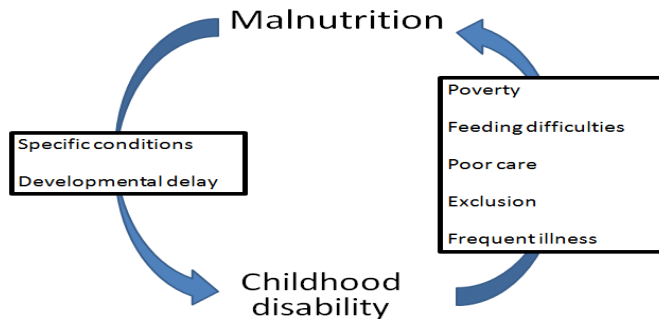 Malnutrition
Poverty
Feeding difficulties
Poor care
Exclusion
Frequent illness
Specific conditions
Developmental delay
Childhood
disability